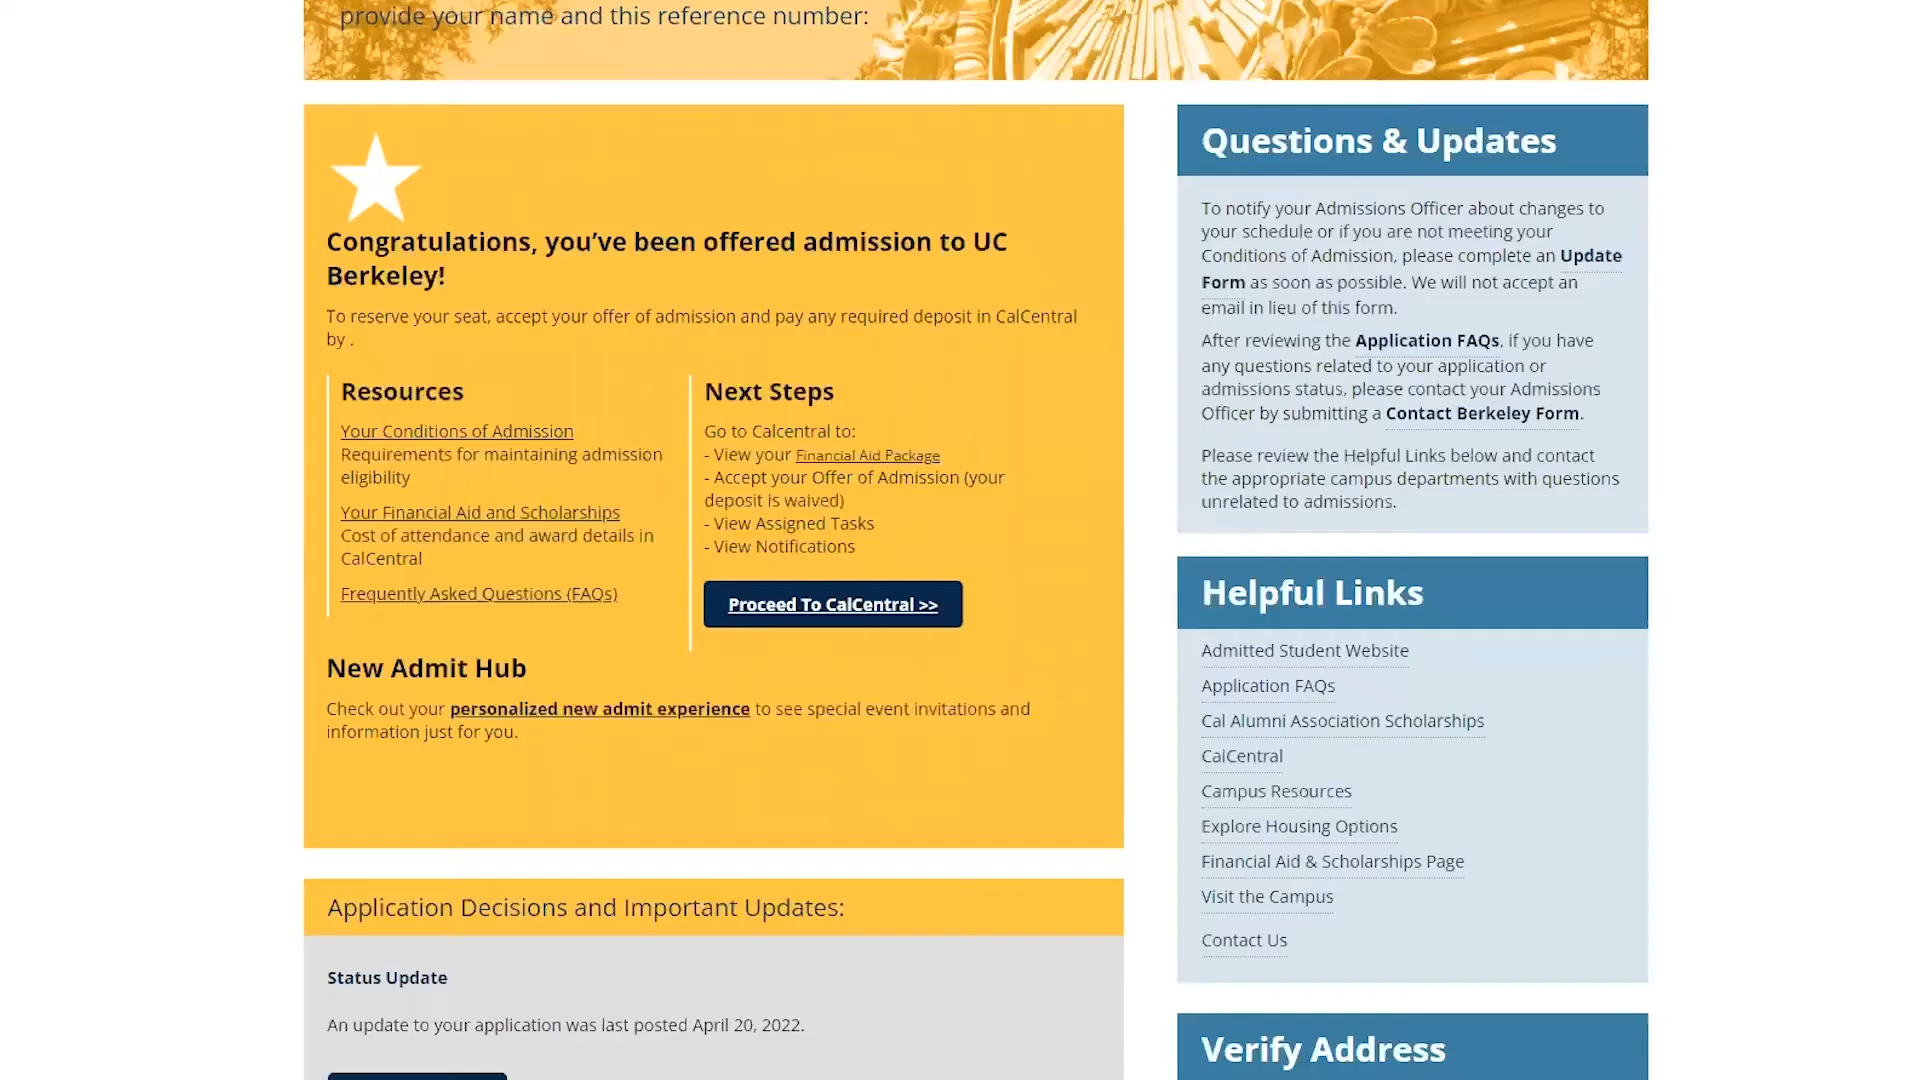 provide your name and this reference number:
Congratulations, you’ve been offered admission to UC
Berkeley!
To reserve your seat, accept your offer of admission and pay any required deposit in CalCentral
by .
Resources
Your Conditions of Admission
Requirements for maintaining admission
eligibility
Your Financial Aid and Scholarships
Cost of attendance and award details in
CalCentral
Frequently Asked Questions (FAQs)
Next Steps
Go to Calcentral to:
- View your Financial Aid Package
- Accept your Offer of Admission (your
deposit is waived)
- View Assigned Tasks
- View Notifications
Proceed To CalCentral >>
New Admit Hub
Check out your personalized new admit experience to see special event invitations and
information just for you.
Application Decisions and Important Updates:
Status Update
An update to your application was last posted April 20, 2022.
Questions & Updates
To notify your Admissions Officer about changes to
your schedule or if you are not meeting your
Conditions of Admission, please complete an Update
Form as soon as possible. We will not accept an
email in lieu of this form.
After reviewing the Application FAQs, if you have
any questions related to your application or
admissions status, please contact your Admissions
Officer by submitting a Contact Berkeley Form.
Please review the Helpful Links below and contact
the appropriate campus departments with questions
unrelated to admissions.
Helpful Links
Admitted Student Website
Application FAQs
Cal Alumni Association Scholarships
CalCentral
Campus Resources
Explore Housing Options
Financial Aid & Scholarships Page
Visit the Campus
Contact Us
Verify Address